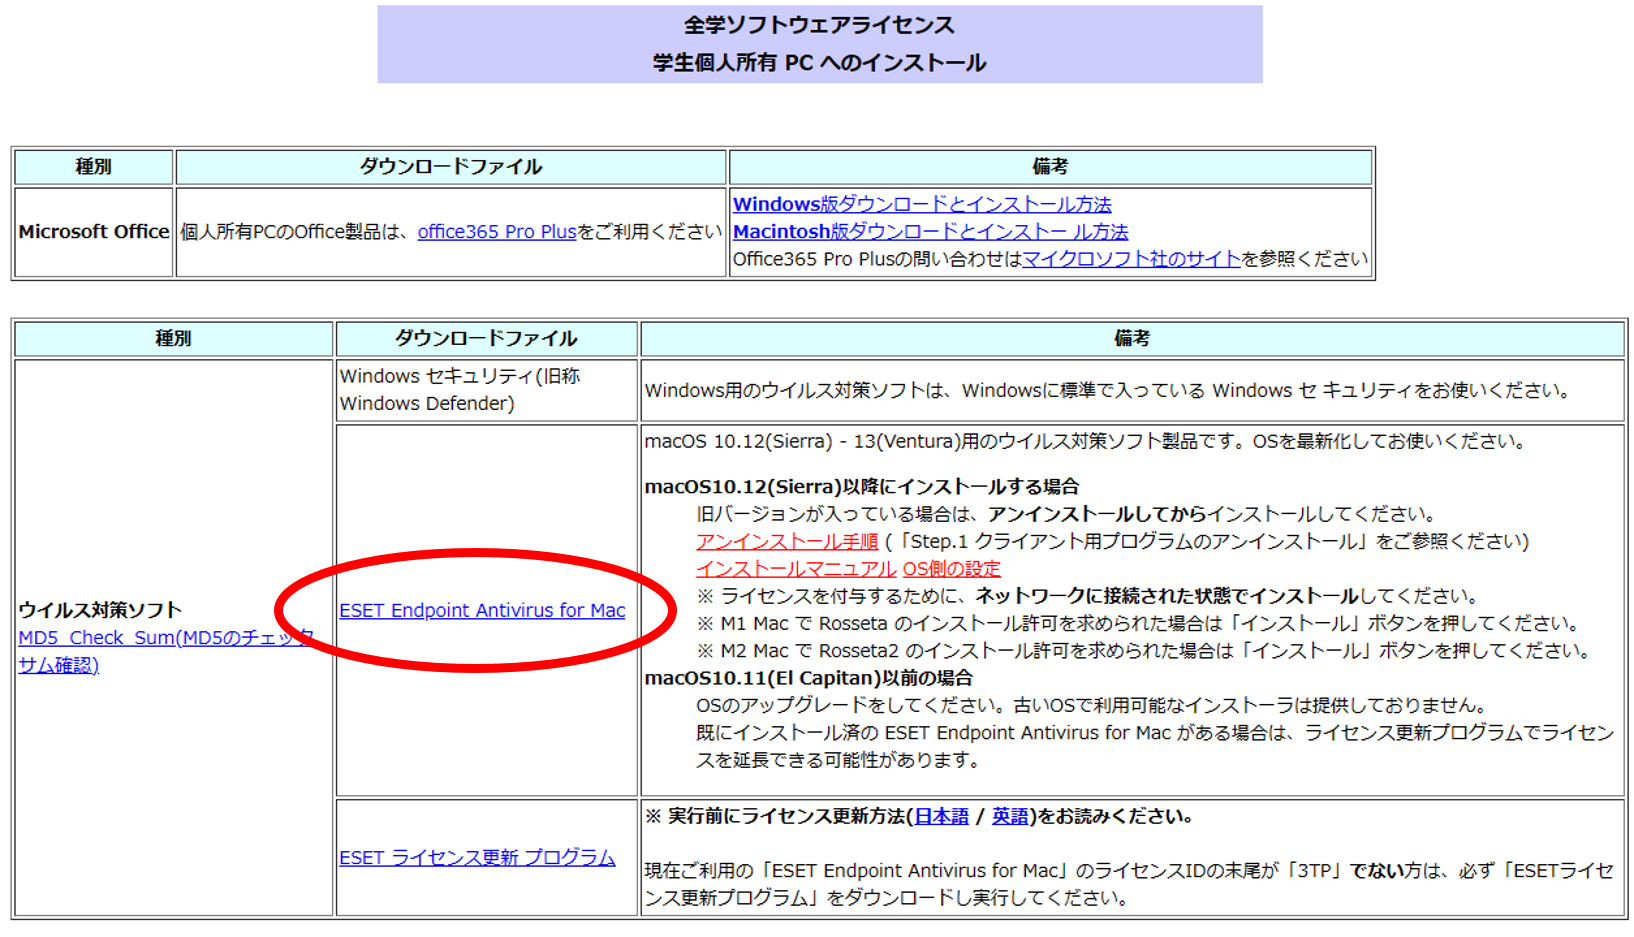 全学ソフトウェアライセンス
学生個人所有 PC へのインストール
種別
ダウンロードファイル
備考
Microsoft Office
個人所有PCのOffice製品は、office365 Pro Plusをご利用ください
Windows版ダウンロードとインストール方法
Macintosh版ダウンロードとインストー ル方法
Office365 Pro Plusの問い合わせはマイクロソフト社のサイトを参照ください
種別
ダウンロードファイル
備考
ウイルス対策ソフト
MD5 Check Sum(MD5のチェック
サム確認)
Windows セキュリティ(旧称
Windows Defender)
Windows用のウイルス対策ソフトは、Windowsに標準で入っている Windows セ キュリティをお使いください。
ESET Endpoint Antivirus for Mac
macOS 10.12(Sierra) - 13(Ventura)用のウイルス対策ソフト製品です。OSを最新化してお使いください。
macOS10.12(Sierra)以降にインストールする場合
旧バージョンが入っている場合は、アンインストールしてからインストールしてください。
アンインストール手順 (「Step.1 クライアント用プログラムのアンインストール」をご参照ください)
インストールマニュアル OS側の設定
※ ライセンスを付与するために、ネットワークに接続された状態でインストールしてください。
※ M1 Mac で Rosseta のインストール許可を求められた場合は「インストール」ボタンを押してください。
※ M2 Mac で Rosseta2 のインストール許可を求められた場合は「インストール」ボタンを押してください。
macOS10.11(El Capitan)以前の場合
OSのアップグレードをしてください。古いOSで利用可能なインストーラは提供しておりません。
既にインストール済の ESET Endpoint Antivirus for Mac がある場合は、ライセンス更新プログラムでライセン
スを延長できる可能性があります。
ESET ライセンス更新 プログラム
※ 実行前にライセンス更新方法(日本語 / 英語)をお読みください。
現在ご利用の「ESET Endpoint Antivirus for Mac」のライセンスIDの末尾が「3TP」でない方は、必ず「ESETライセ
ンス更新プログラム」をダウンロードし実行してください。